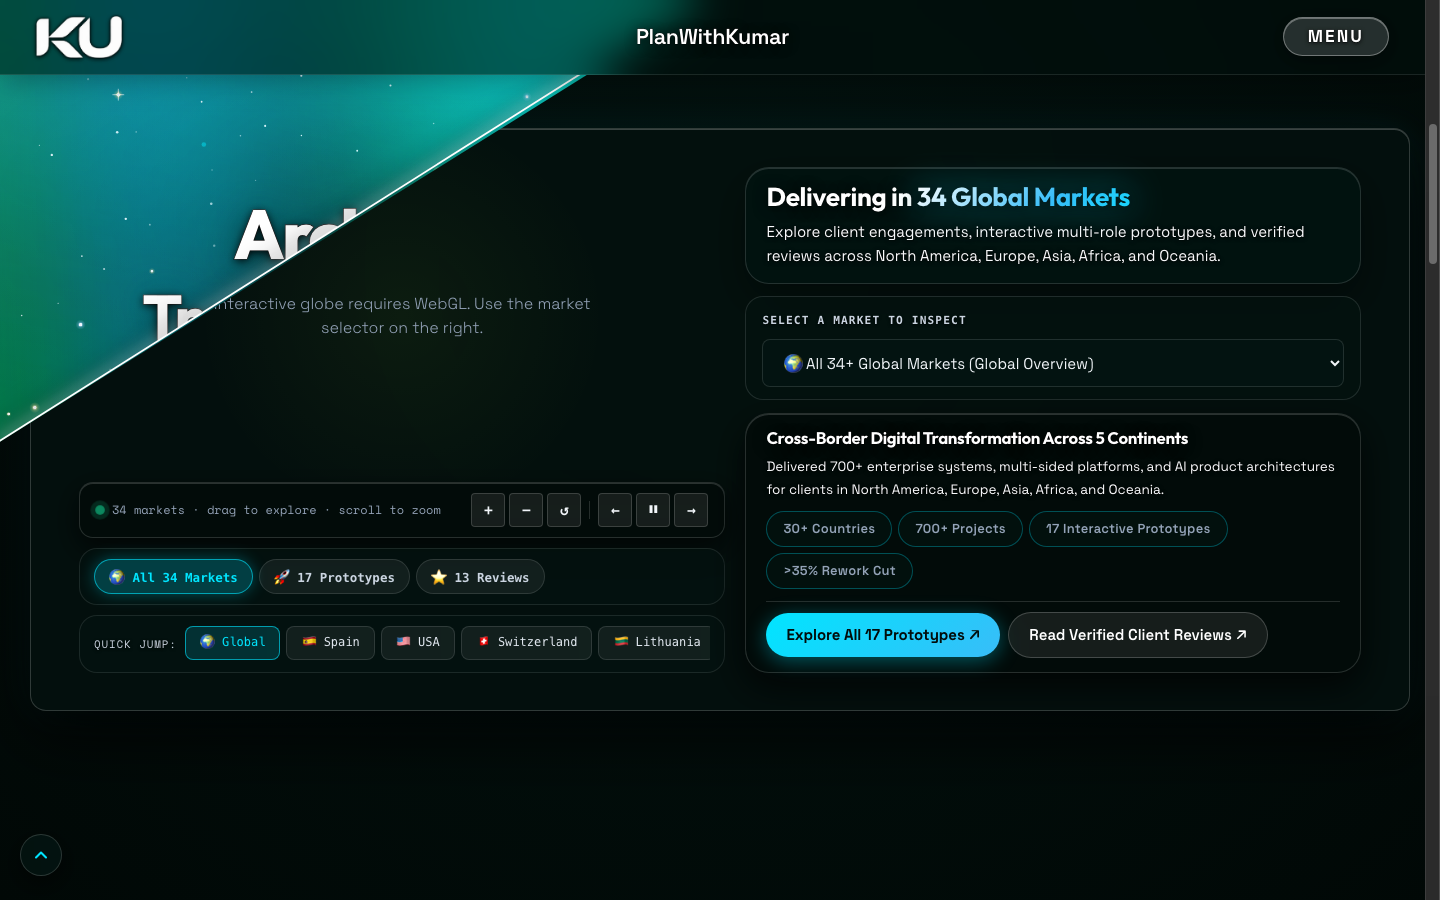 KU
PlanWithKumar
MENU
nteractive globe requires WebGL. Use the market
selector on the right.
34 markets · drag to explore · scroll to zoom
+ − ↺ ← →
🌍 All 34 Markets
🚀 17 Prototypes
⭐ 13 Reviews
QUICK JUMP:
🌍 Global
🇪🇸 Spain
🇺🇸 USA
🇨🇭 Switzerland
🇱🇹 Lithuania
Delivering in 34 Global Markets
Explore client engagements, interactive multi-role prototypes, and verified
reviews across North America, Europe, Asia, Africa, and Oceania.
SELECT A MARKET TO INSPECT
🌍 All 34+ Global Markets (Global Overview)
Cross-Border Digital Transformation Across 5 Continents
Delivered 700+ enterprise systems, multi-sided platforms, and AI product architectures
for clients in North America, Europe, Asia, Africa, and Oceania.
30+ Countries
700+ Projects
17 Interactive Prototypes
>35% Rework Cut
Explore All 17 Prototypes ↗
Read Verified Client Reviews ↗